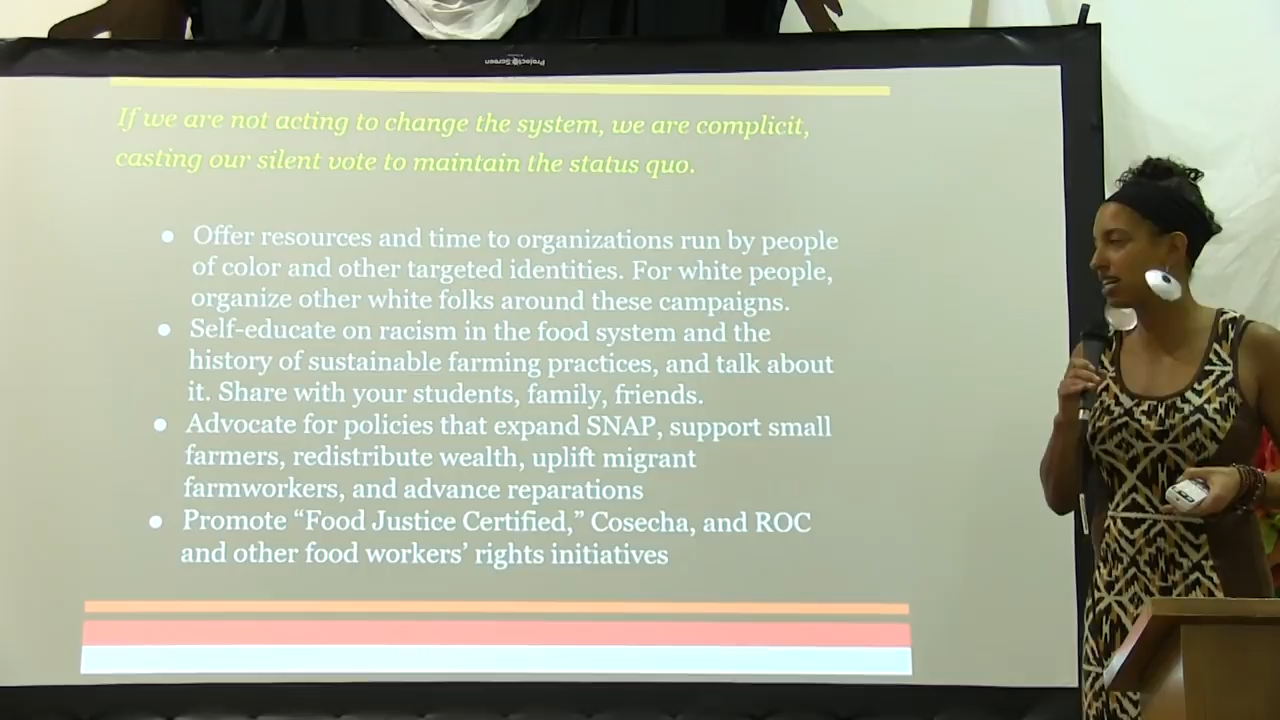 Project@Screen
If we are not acting to change the system, we are complicit,
casting our silent vote to maintain the status quo.
● Offer resources and time to organizations run by people
of color and other targeted identities. For white people,
organize other white folks around these campaigns.
● Self-educate on racism in the food system and the
history of sustainable farming practices, and talk about
it. Share with your students, family, friends.
● Advocate for policies that expand SNAP, support small
farmers, redistribute wealth, uplift migrant
farmworkers, and advance reparations
● Promote “Food Justice Certified,” Cosecha, and ROC
and other food workers’ rights initiatives